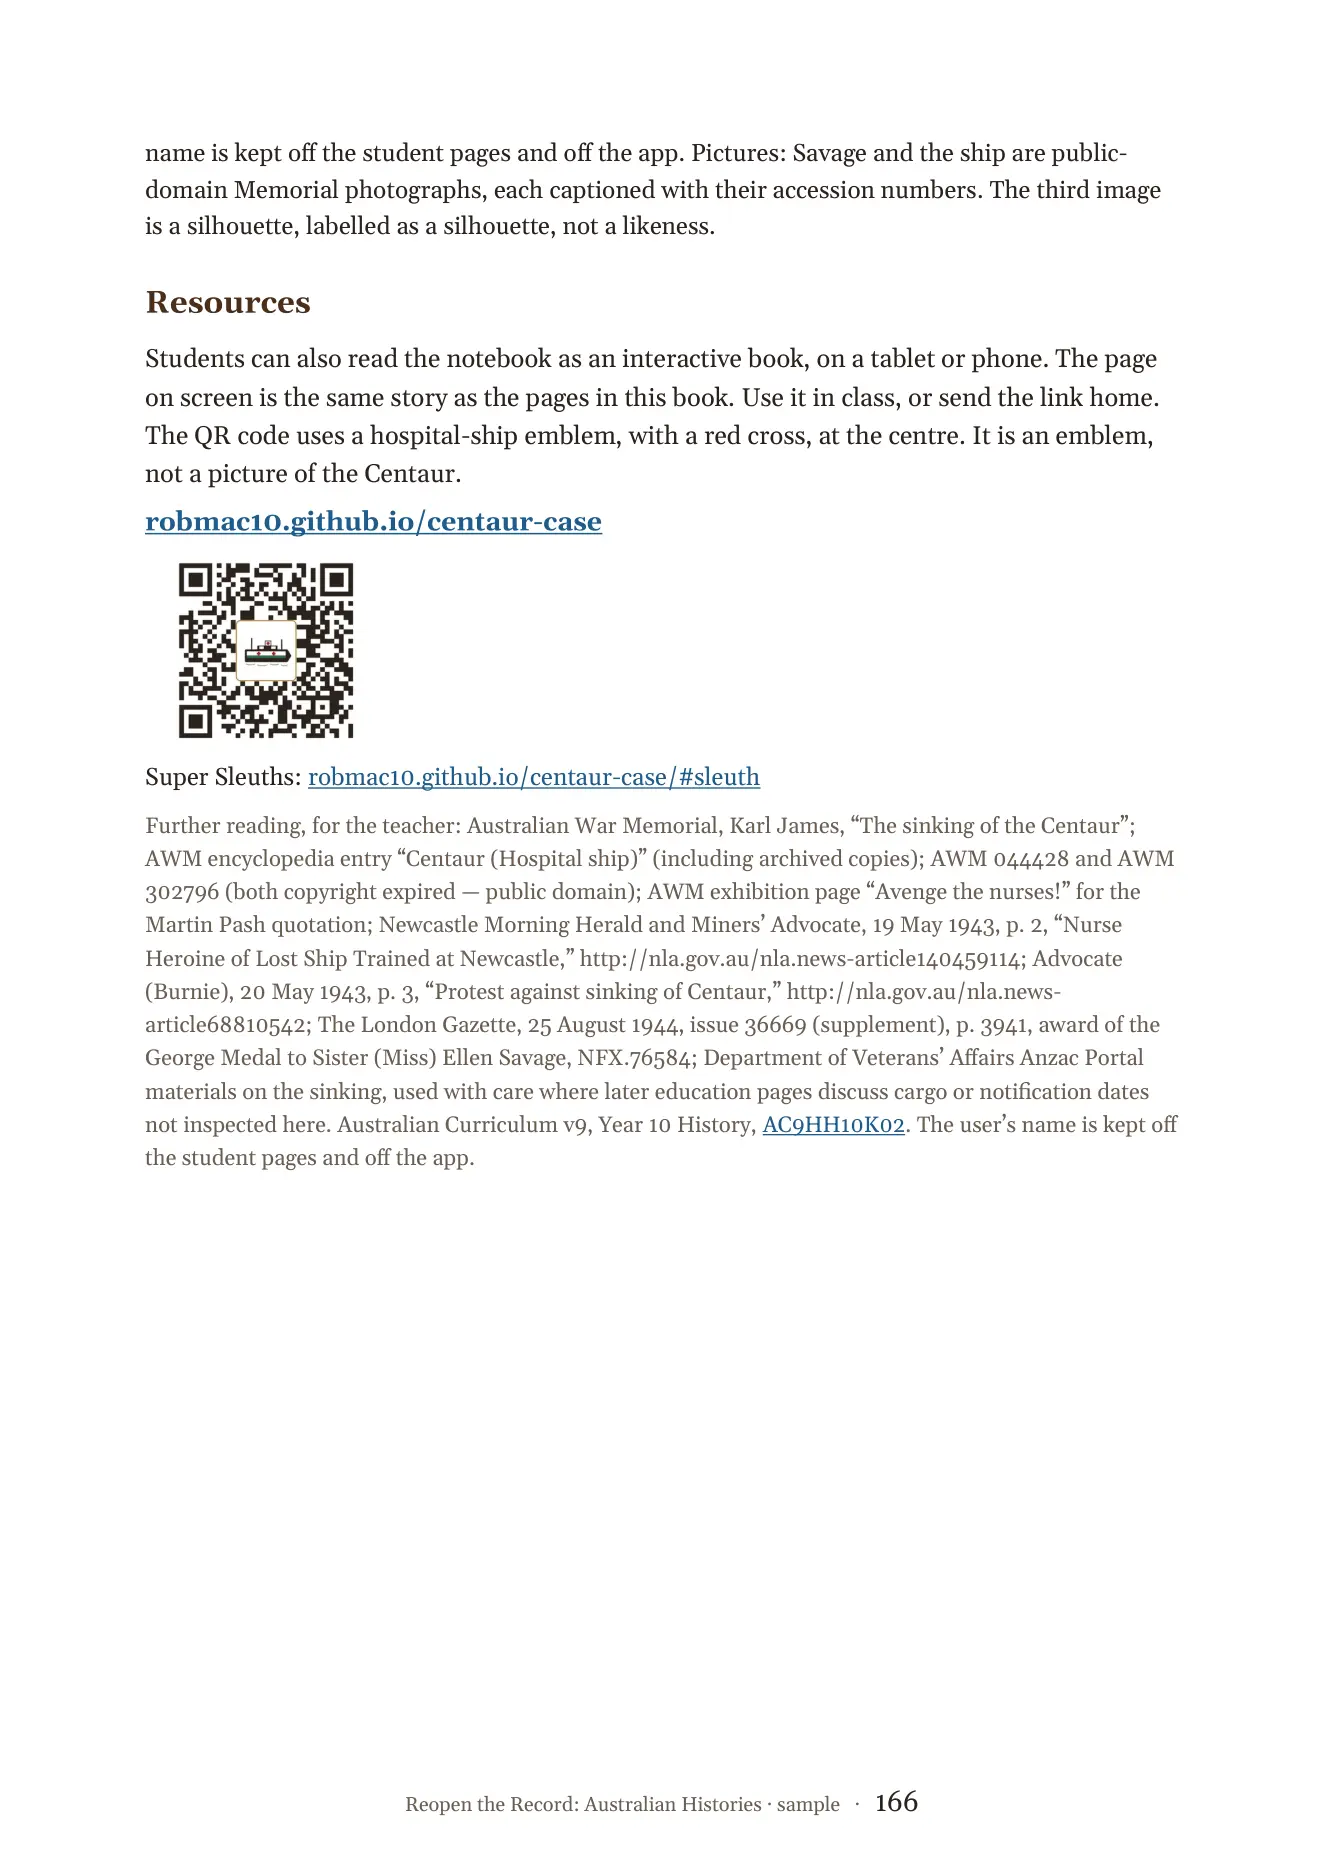 name is kept off the student pages and off the app. Pictures: Savage and the ship are public-
domain Memorial photographs, each captioned with their accession numbers. The third image
is a silhouette, labelled as a silhouette, not a likeness.
Resources
Students can also read the notebook as an interactive book, on a tablet or phone. The page
on screen is the same story as the pages in this book. Use it in class, or send the link home.
The QR code uses a hospital-ship emblem, with a red cross, at the centre. It is an emblem,
not a picture of the Centaur.
robmac10.github.io/centaur-case
Super Sleuths: robmac10.github.io/centaur-case/#sleuth
Further reading, for the teacher: Australian War Memorial, Karl James, “The sinking of the Centaur”;
AWM encyclopedia entry “Centaur (Hospital ship)” (including archived copies); AWM 044428 and AWM
302796 (both copyright expired — public domain); AWM exhibition page “Avenge the nurses!” for the
Martin Pash quotation; Newcastle Morning Herald and Miners’ Advocate, 19 May 1943, p. 2, “Nurse
Heroine of Lost Ship Trained at Newcastle,” http://nla.gov.au/nla.news-article140459114; Advocate
(Burnie), 20 May 1943, p. 3, “Protest against sinking of Centaur,” http://nla.gov.au/nla.news-
article68810542; The London Gazette, 25 August 1944, issue 36669 (supplement), p. 3941, award of the
George Medal to Sister (Miss) Ellen Savage, NFX.76584; Department of Veterans’ Affairs Anzac Portal
materials on the sinking, used with care where later education pages discuss cargo or notification dates
not inspected here. Australian Curriculum v9, Year 10 History, AC9HH10K02. The user’s name is kept off
the student pages and off the app.
Reopen the Record: Australian Histories · sample · 166